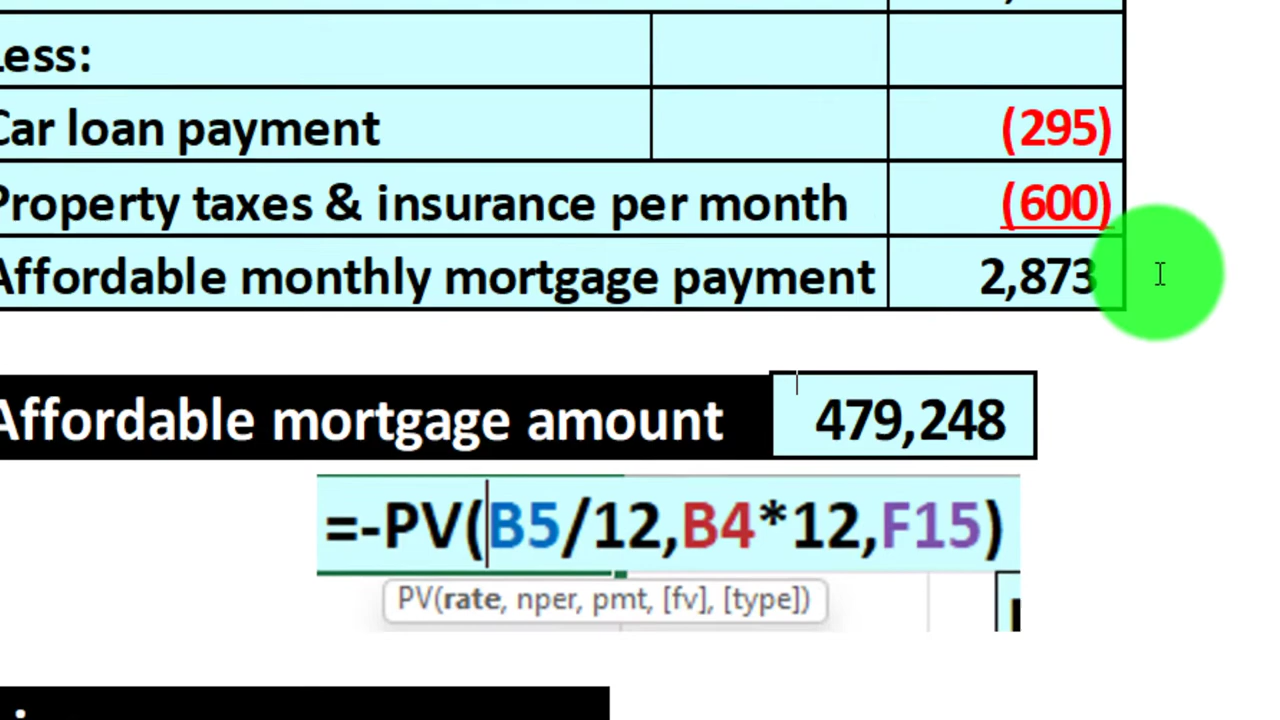 Less:
Car loan payment (295)
Property taxes & insurance per month (600)
Affordable monthly mortgage payment 2,873
Affordable mortgage amount 479,248
=-PV(B5/12,B4*12,F15)
PV(rate, nper, pmt, [fv], [type])